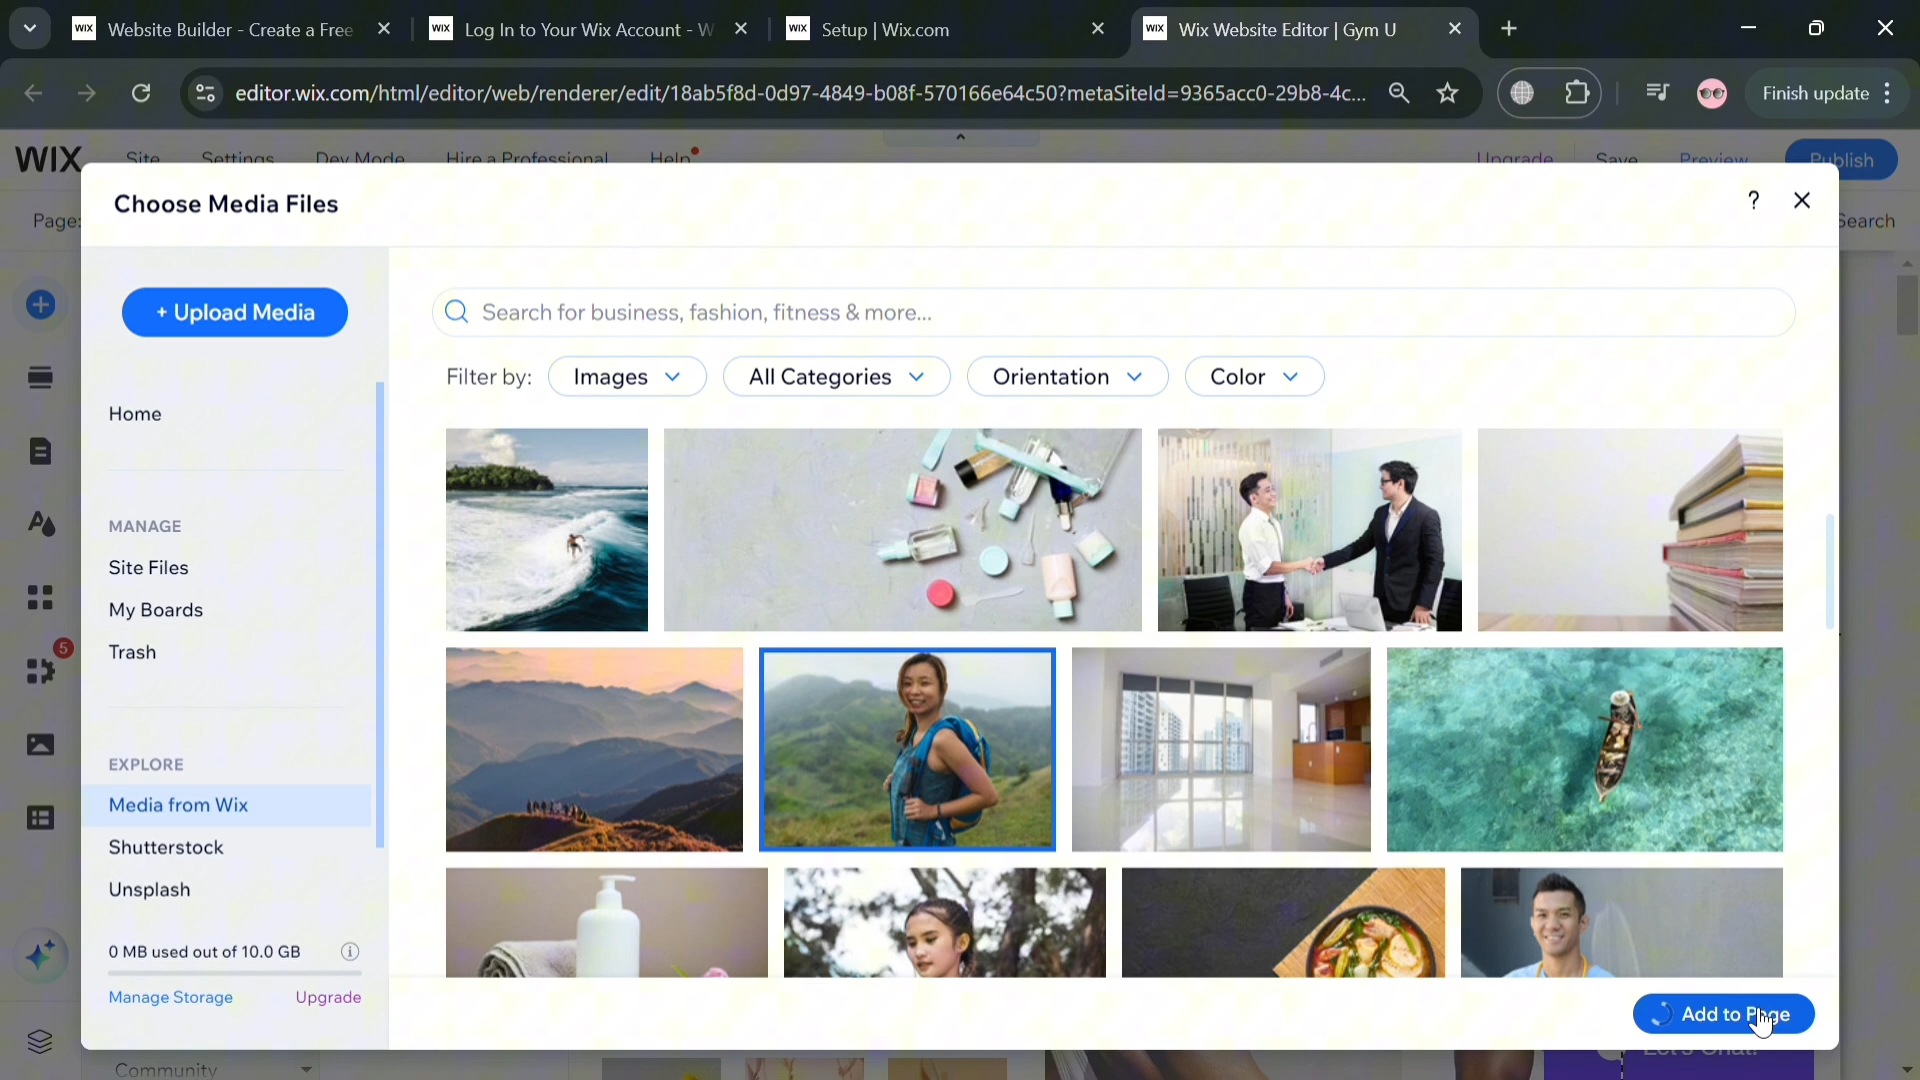 Website Builder - Create a Free
Log In to Your Wix Account - W
Setup | Wix.com
Wix Website Editor | Gym U
editor.wix.com/html/editor/web/renderer/edit/18ab5f8d-0d97-4849-b08f-570166e64c50?metaSiteId=9365acc0-29b8-4c...
Finish update
WIX
Site
Settings
Dev Mode
Hire a Professional
Help
Upgrade
Save
Preview
Publish
Page:
Search
Choose Media Files
?
+ Upload Media
Search for business, fashion, fitness & more...
Filter by:
Images
All Categories
Orientation
Color
Home
MANAGE
Site Files
My Boards
Trash
5
EXPLORE
Media from Wix
Shutterstock
Unsplash
0 MB used out of 10.0 GB
Manage Storage
Upgrade
Add to Page
Community
Let's Chat!